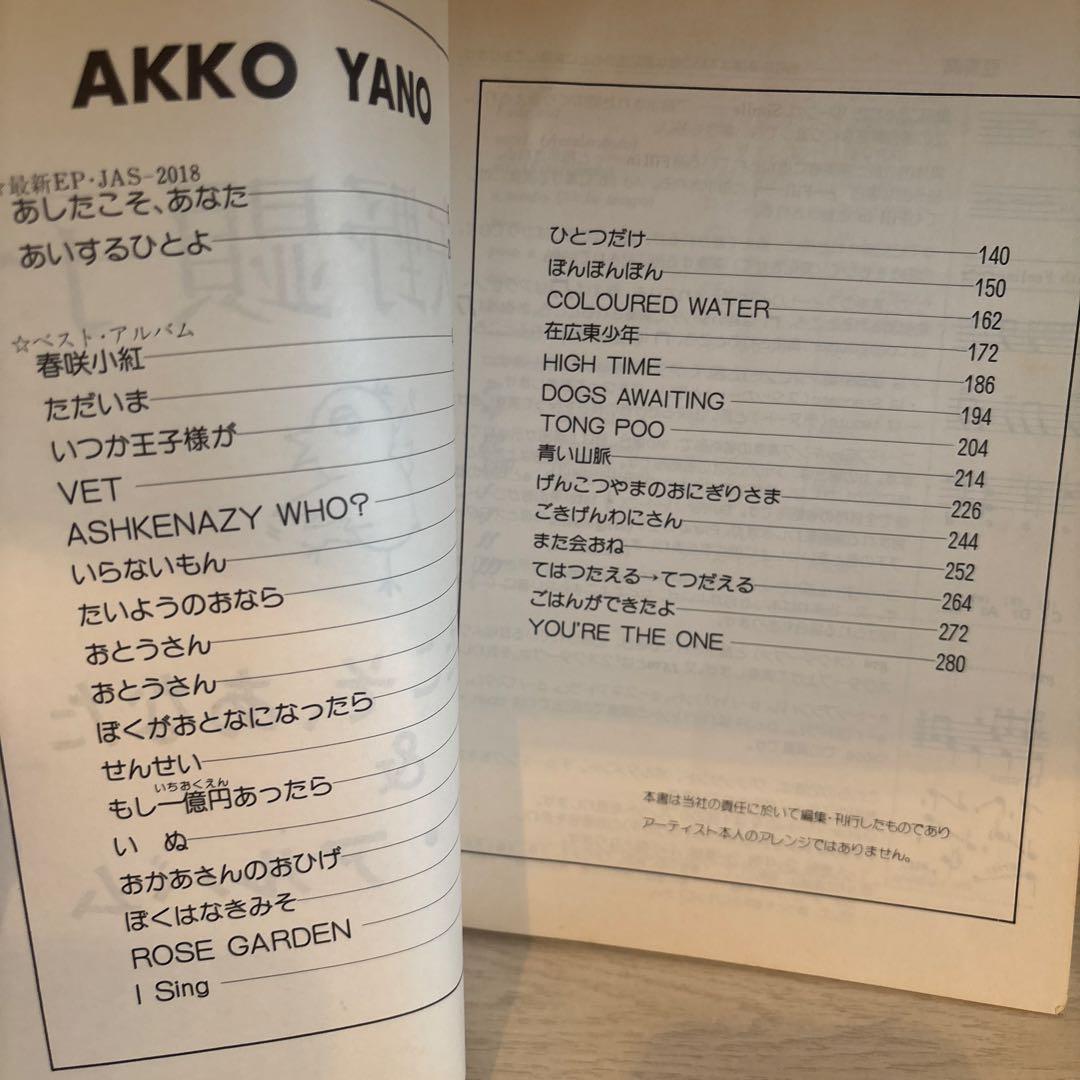 AKKO YANO
☆最新EP・JAS-2018
あしたこそ、あなた
あいするひとよ
☆ベスト・アルバム
春咲小紅
ただいま
いつか王子様が
VET
ASHKENAZY WHO?
いらないもん
たいようのおなら
おとうさん
おとうさん
ぼくがおとなになったら
せんせい
いちおくえん
もし一億円あったら
い ぬ
おかあさんのおひげ
ぼくはなきみそ
ROSE GARDEN
I Sing
ひとつだけ 140
ぽんぽんぽん 150
COLOURED WATER 162
在広東少年 172
HIGH TIME 186
DOGS AWAITING 194
TONG POO 204
青い山脈 214
げんこつやまのおにぎりさま 226
ごきげんわにさん 244
また会おね 252
てはつたえる→てつだえる 264
ごはんができたよ 272
YOU'RE THE ONE 280
本書は当社の責任に於いて編集・刊行したものであり
アーティスト本人のアレンジではありません。